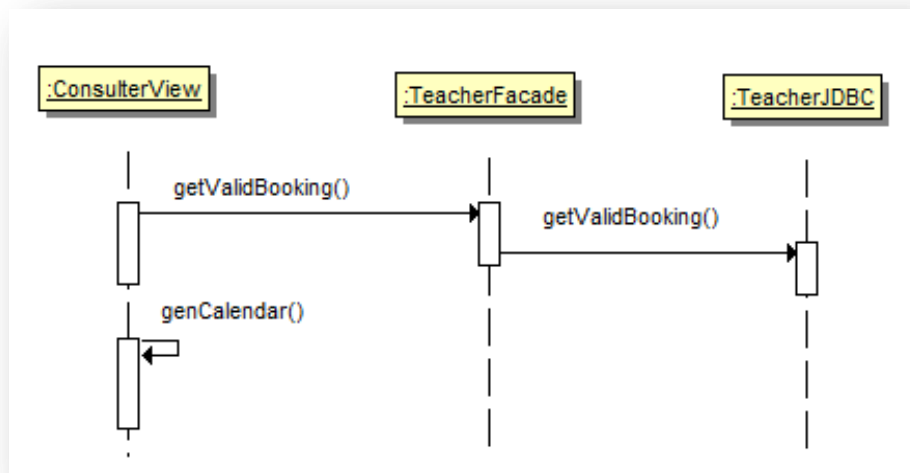 :ConsulterView
:TeacherFacade
:TeacherJDBC
getValidBooking()
getValidBooking()
genCalendar()